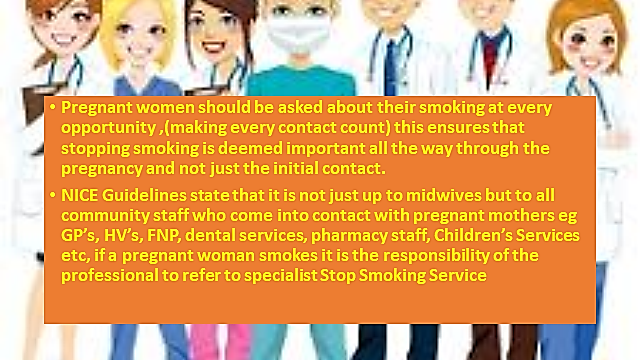 • Pregnant women should be asked about their smoking at every
opportunity ,(making every contact count) this ensures that
stopping smoking is deemed important all the way through the
pregnancy and not just the initial contact.
• NICE Guidelines state that it is not just up to midwives but to all
community staff who come into contact with pregnant mothers eg
GP's, HV's, FNP, dental services, pharmacy staff, Children's Services
etc, if a pregnant woman smokes it is the responsibility of the
professional to refer to specialist Stop Smoking Service